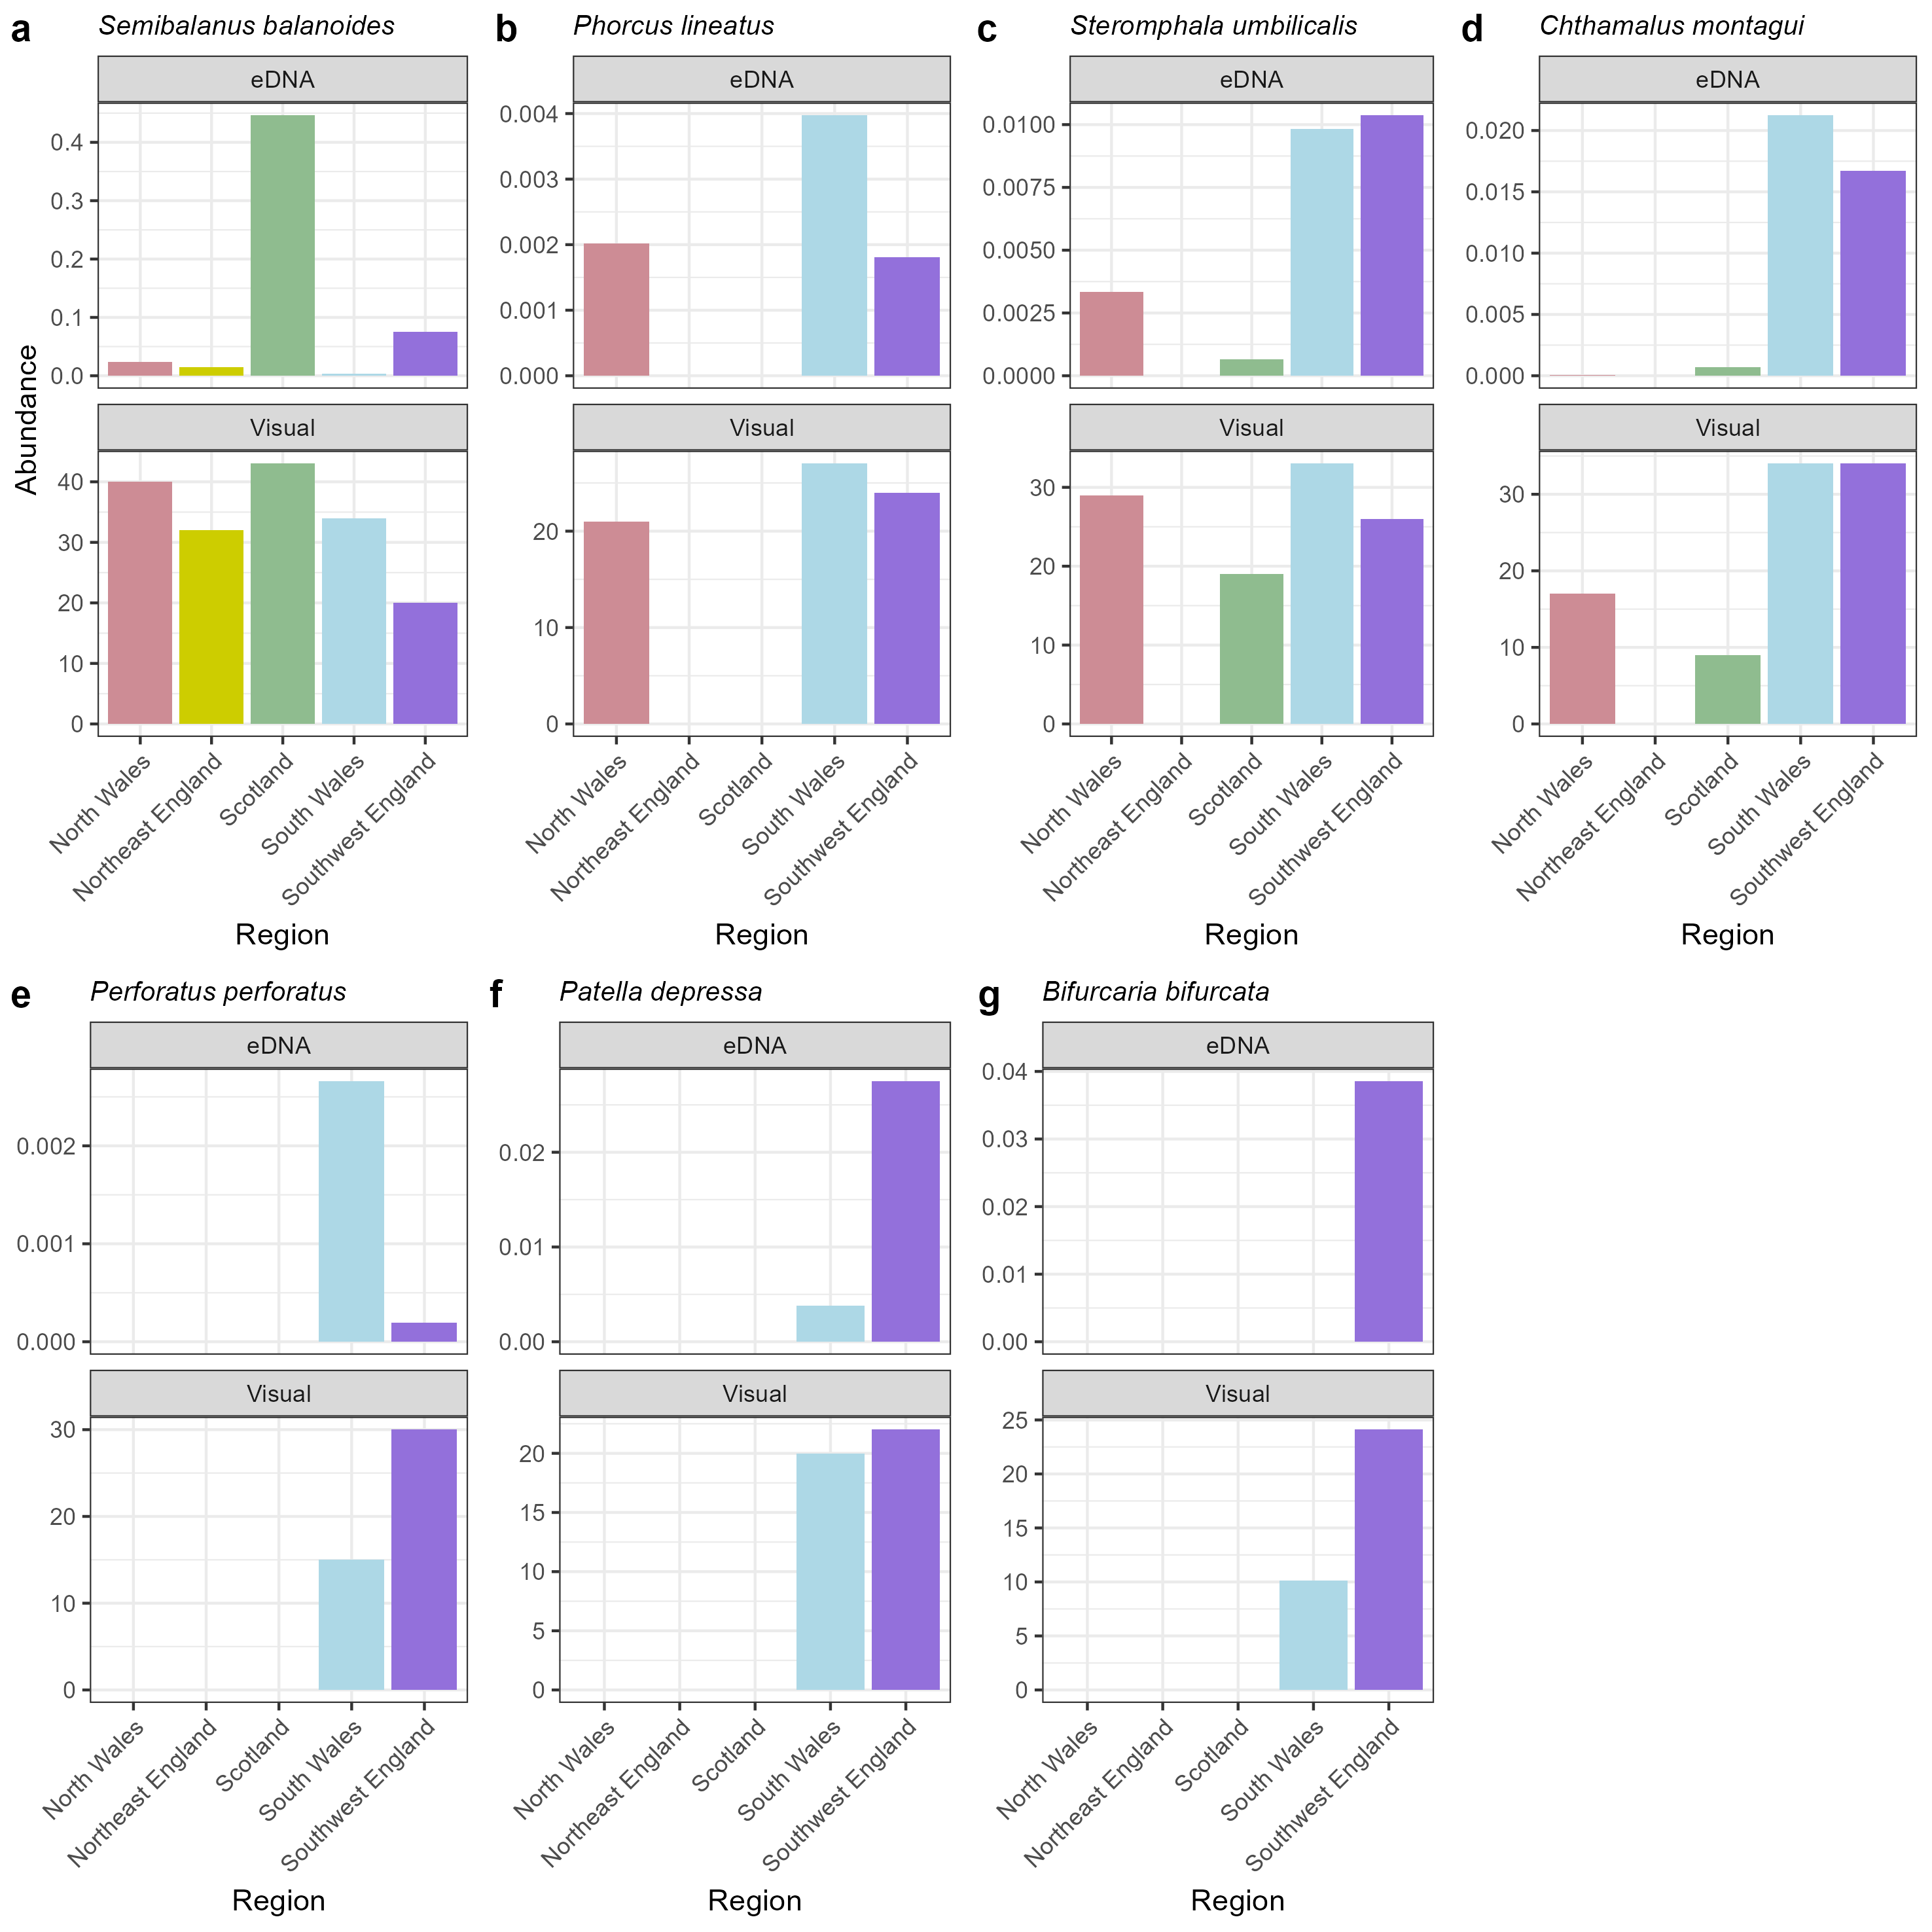 a Semibalanus balanoides
eDNA
0.4
0.3
0.2
0.1
0.0
Visual
40
30
20
10
0
Abundance
North Wales
Northeast England
Scotland
South Wales
Southwest England
Region
b Phorcus lineatus
eDNA
0.004
0.003
0.002
0.001
0.000
Visual
20
10
0
North Wales
Northeast England
Scotland
South Wales
Southwest England
Region
c Steromphala umbilicalis
eDNA
0.0100
0.0075
0.0050
0.0025
0.0000
Visual
30
20
10
0
North Wales
Northeast England
Scotland
South Wales
Southwest England
Region
d Chthamalus montagui
eDNA
0.020
0.015
0.010
0.005
0.000
Visual
30
20
10
0
North Wales
Northeast England
Scotland
South Wales
Southwest England
Region
e Perforatus perforatus
eDNA
0.002
0.001
0.000
Visual
30
20
10
0
North Wales
Northeast England
Scotland
South Wales
Southwest England
Region
f Patella depressa
eDNA
0.02
0.01
0.00
Visual
20
15
10
5
0
North Wales
Northeast England
Scotland
South Wales
Southwest England
Region
g Bifurcaria bifurcata
eDNA
0.04
0.03
0.02
0.01
0.00
Visual
25
20
15
10
5
0
North Wales
Northeast England
Scotland
South Wales
Southwest England
Region